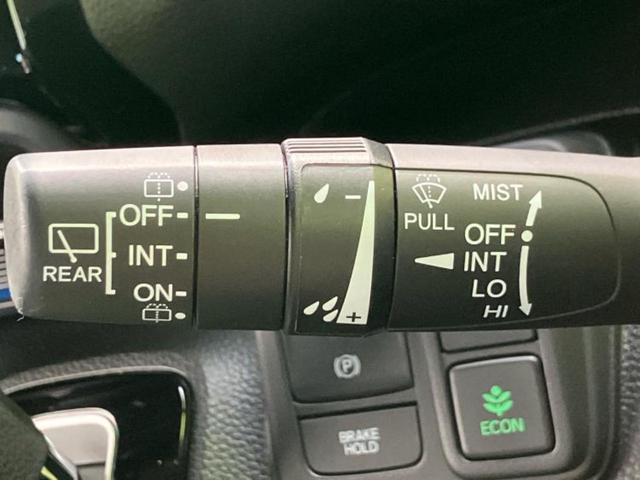 REAR
OFF
INT
ON
-
+
PULL
MIST
OFF
INT
LO
HI
P
BRAKE
HOLD
ECON